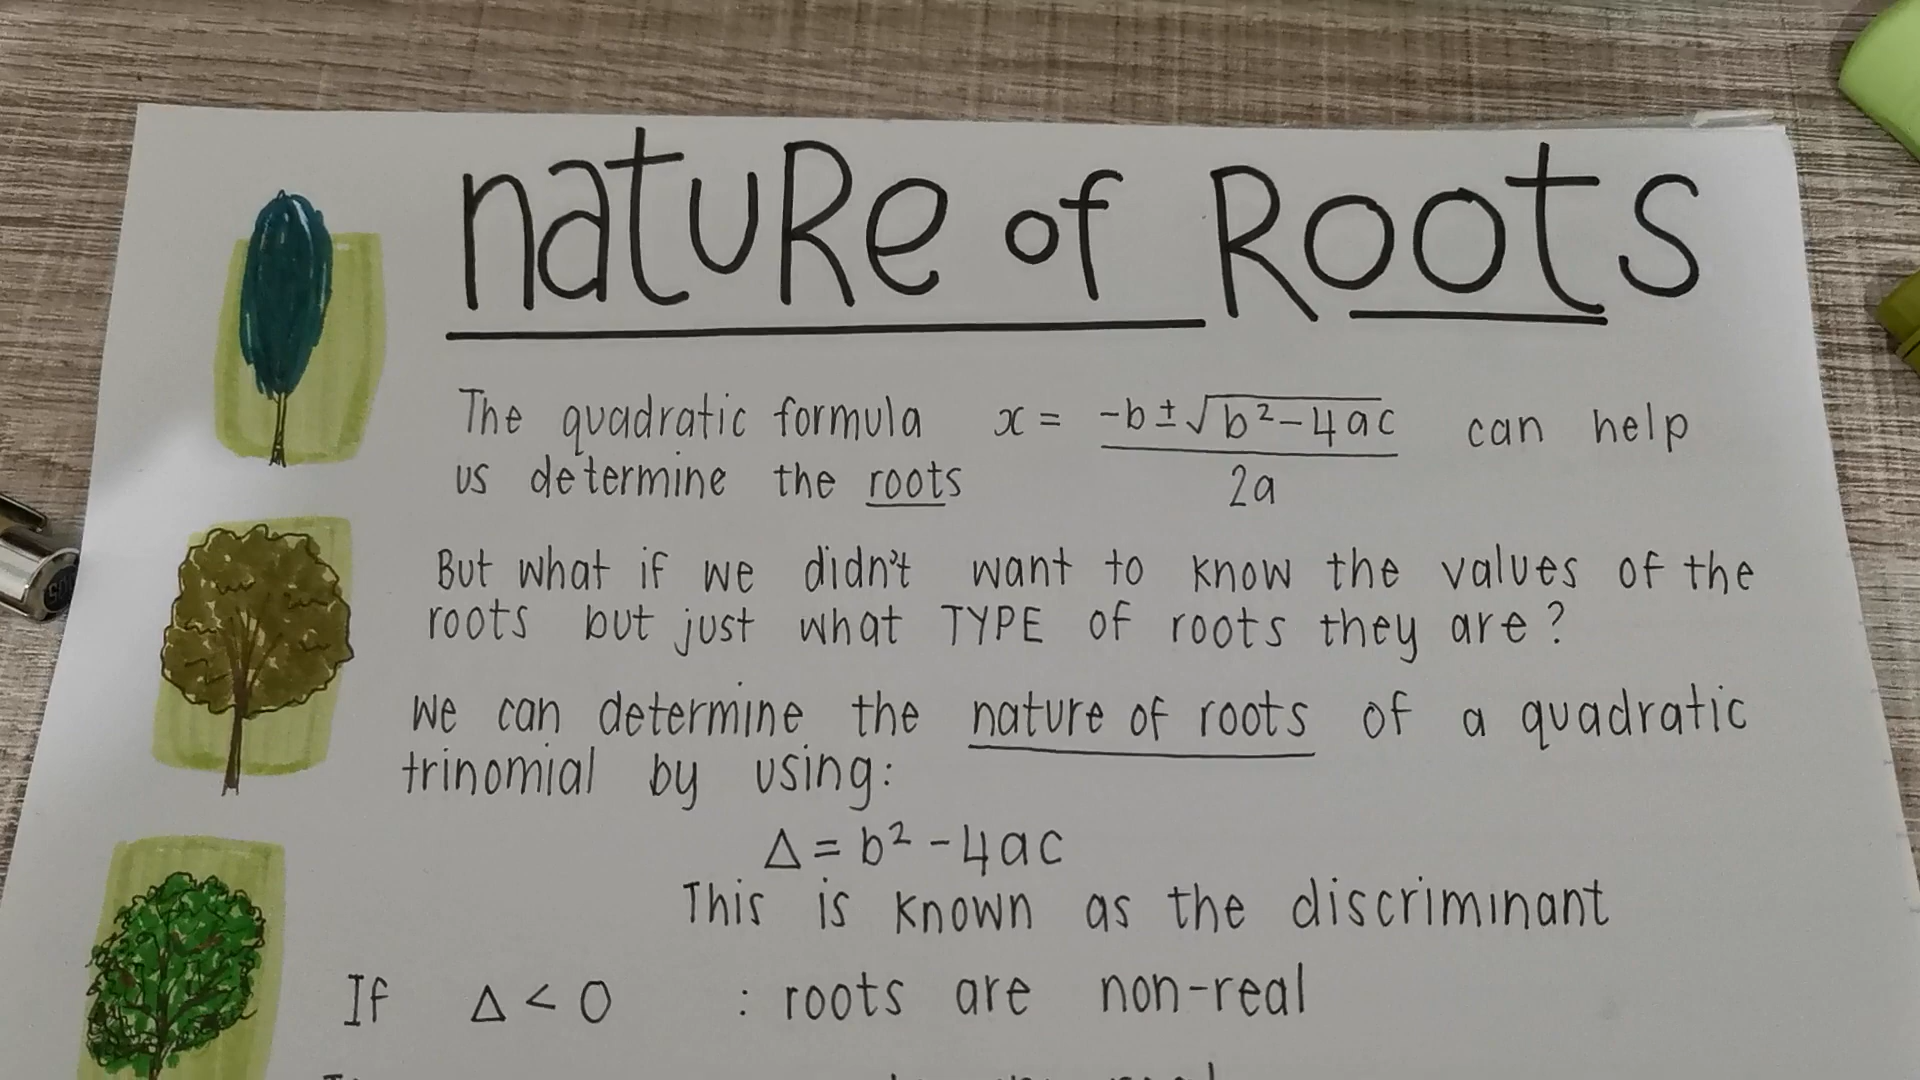 natuRe of Roots
The quadratic formula x = -b±√b²-4ac / 2a can help
us determine the roots
But what if we didn't want to know the values of the
roots but just what TYPE of roots they are?
We can determine the nature of roots of a quadratic
trinomial by using:
Δ = b² - 4ac
This is known as the discriminant
If Δ < 0 : roots are non-real